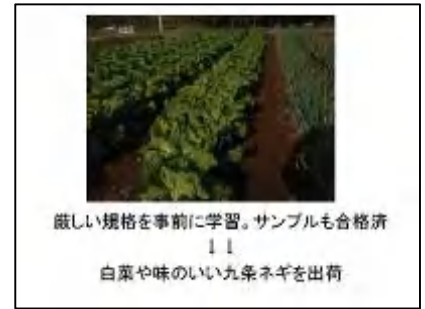 厳しい規格を事前に学習。サンプルも合格済
↓↓
白菜や味のいい九条ネギを出荷